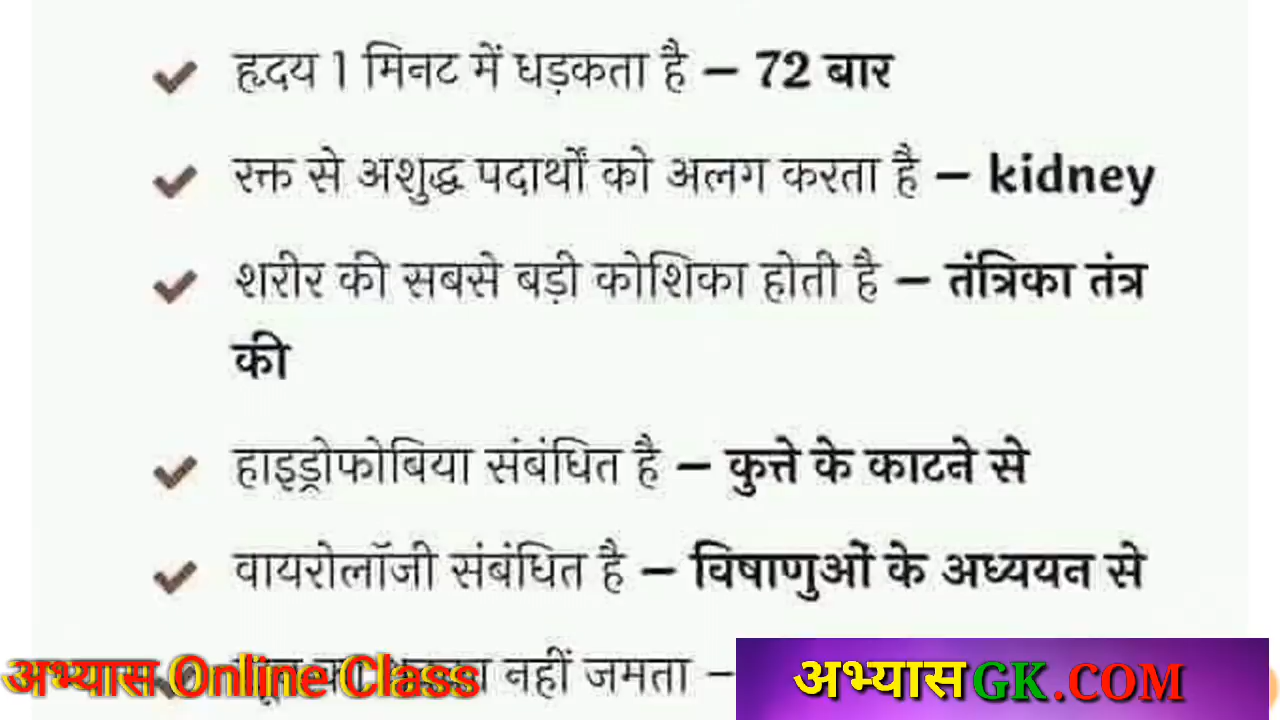 हृदय 1 मिनट में धड़कता है – 72 बार
रक्त से अशुद्ध पदार्थों को अलग करता है – kidney
शरीर की सबसे बड़ी कोशिका होती है – तंत्रिका तंत्र
की
हाइड्रोफोबिया संबंधित है – कुत्ते के काटने से
वायरोलॉजी संबंधित है – विषाणुओं के अध्ययन से
नहीं जमता –
अभ्यास Online Class
अभ्यास GK.COM